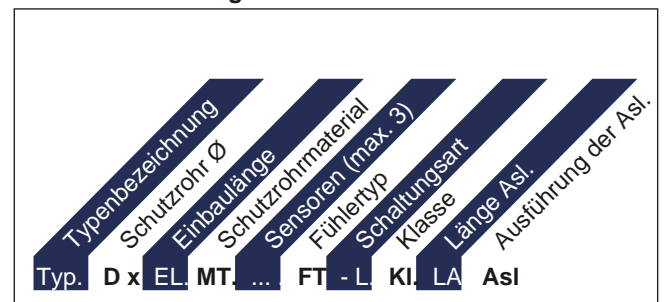 Typenbezeichnung
Schutzrohr Ø
Einbaulänge
Schutzrohrmaterial
Sensoren (max. 3)
Fühlertyp
Schaltungsart
Klasse
Länge Asl.
Ausführung der Asl.
Typ. D x EL. MT. ... . FT - L. Kl. LA Asl